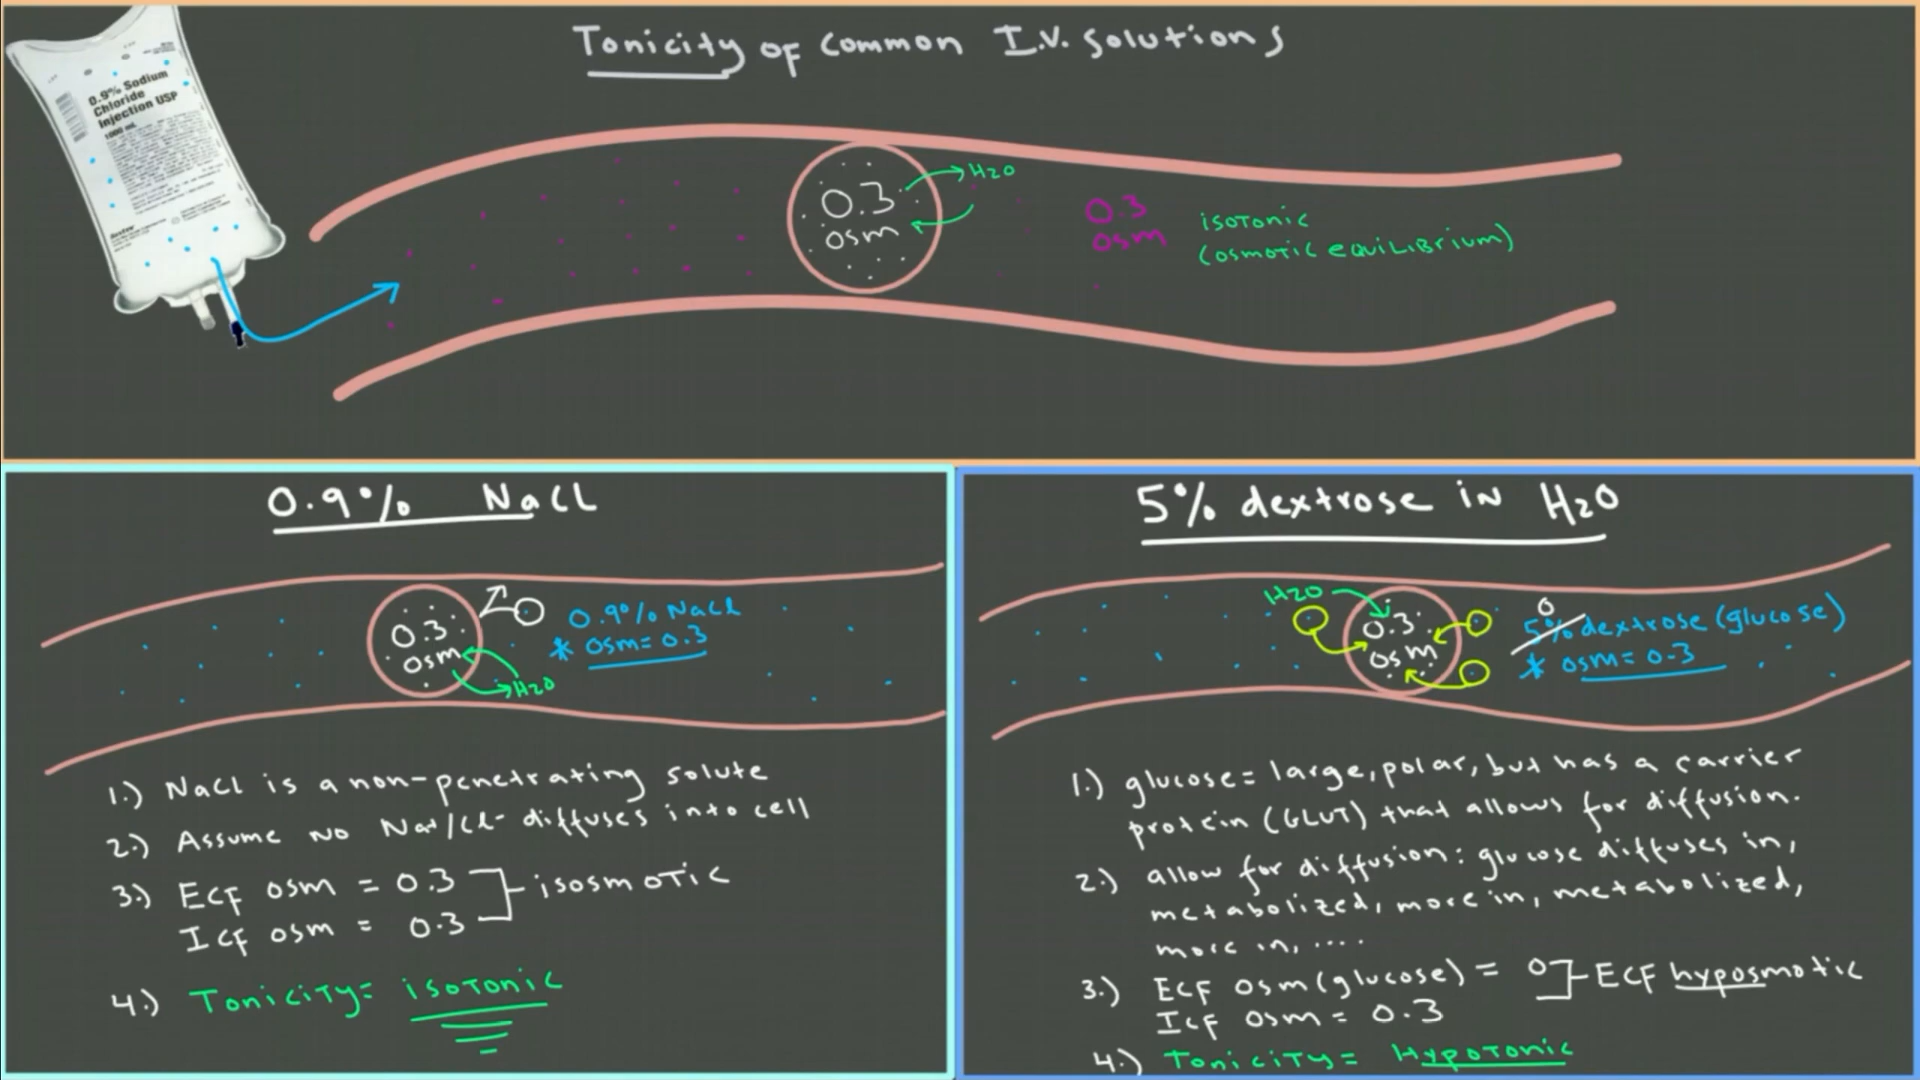 Tonicity of common I.V. solutions
0.9% Sodium
Chloride
Injection USP
1000 mL
0.3
osm
H2O
0.3
osm
isotonic
(osmotic equilibrium)
0.9% NaCl
0.3
osm
H2O
0.9% NaCl
* osm= 0.3
1.) NaCl is a non-penetrating solute
2.) Assume no Na+/Cl- diffuses into cell
3.) ECF osm = 0.3
ICF osm = 0.3
isosmotic
4.) Tonicity= isotonic
5% dextrose in H2O
H2O
0.3
osm
0
5% dextrose (glucose)
* osm= 0.3
1.) glucose= large, polar, but has a carrier
protein (GLUT) that allows for diffusion.
2.) allow for diffusion: glucose diffuses in,
metabolized, more in, metabolized,
more in, ....
3.) ECF osm (glucose) = 0
ICF osm = 0.3
ECF hyposmotic
4.) Tonicity= Hypotonic